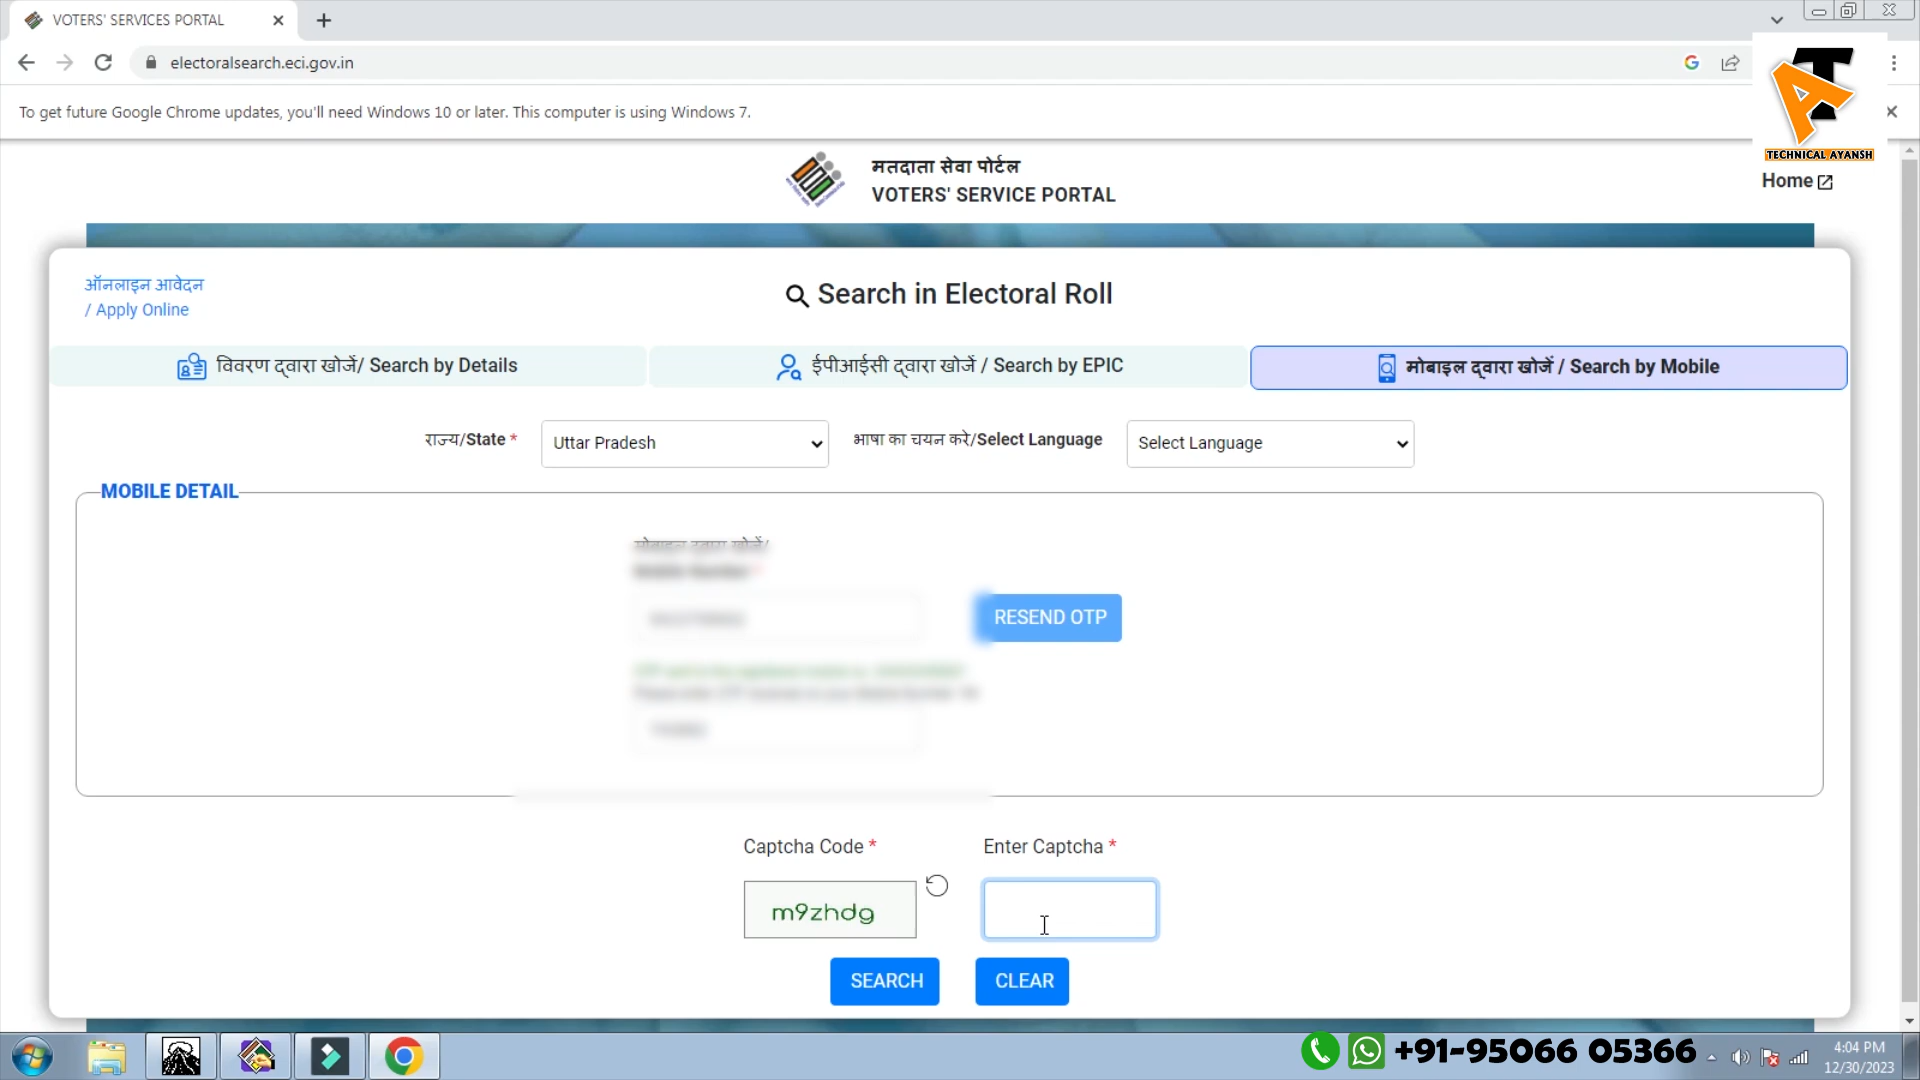 VOTERS' SERVICES PORTAL
electoralsearch.eci.gov.in
To get future Google Chrome updates, you'll need Windows 10 or later. This computer is using Windows 7.
TECHNICAL AYANSH
मतदाता सेवा पोर्टल
VOTERS' SERVICE PORTAL
Home
ऑनलाइन आवेदन
/ Apply Online
Search in Electoral Roll
विवरण द्वारा खोजें/ Search by Details
ईपीआईसी द्वारा खोजें / Search by EPIC
मोबाइल द्वारा खोजें / Search by Mobile
राज्य/State *
Uttar Pradesh
भाषा का चयन करे/Select Language
Select Language
MOBILE DETAIL
मोबाइल द्वारा खोजें/
Mobile Number *
RESEND OTP
Captcha Code *
Enter Captcha *
m9zhdg
SEARCH
CLEAR
+91-95066 05366
4:04 PM
12/30/2023